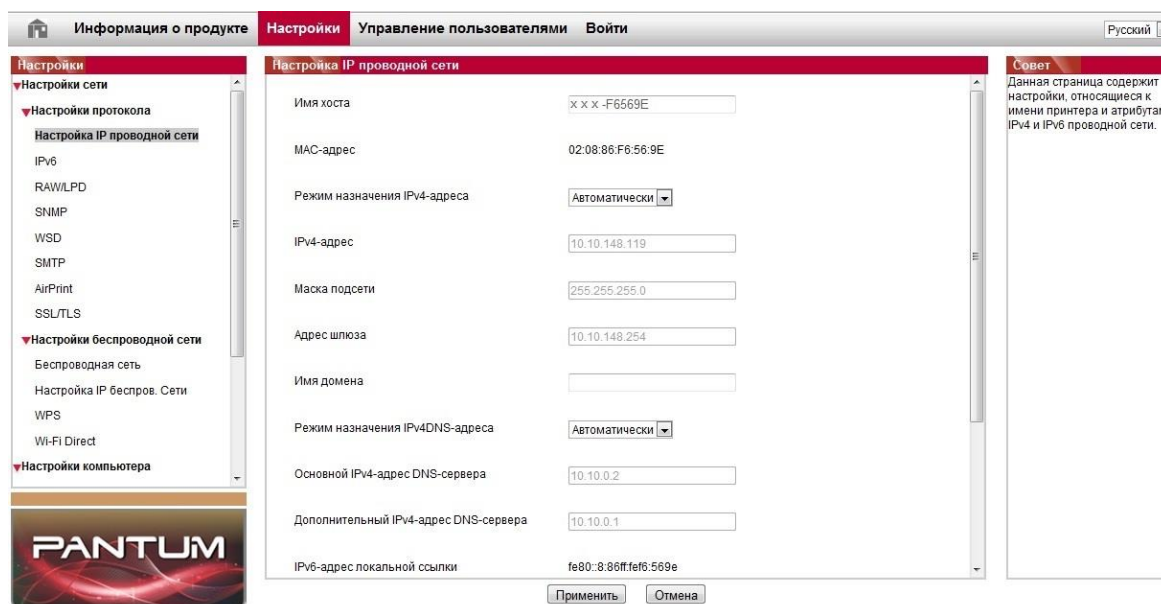 Информация о продукте Настройки Управление пользователями Войти Русский
Настройки
Настройки сети
Настройки протокола
Настройка IP проводной сети
IPv6
RAW/LPD
SNMP
WSD
SMTP
AirPrint
SSL/TLS
Настройки беспроводной сети
Беспроводная сеть
Настройка IP беспров. Сети
WPS
Wi-Fi Direct
Настройки компьютера
PANTUM
Настройка IP проводной сети
Имя хоста x x x -F6569E
MAC-адрес 02:08:86:F6:56:9E
Режим назначения IPv4-адреса Автоматически
IPv4-адрес 10.10.148.119
Маска подсети 255.255.255.0
Адрес шлюза 10.10.148.254
Имя домена
Режим назначения IPv4DNS-адреса Автоматически
Основной IPv4-адрес DNS-сервера 10.10.0.2
Дополнительный IPv4-адрес DNS-сервера 10.10.0.1
IPv6-адрес локальной ссылки fe80::8:86ff:fef6:569e
Применить Отмена
Совет
Данная страница содержит
настройки, относящиеся к
имени принтера и атрибутам
IPv4 и IPv6 проводной сети.